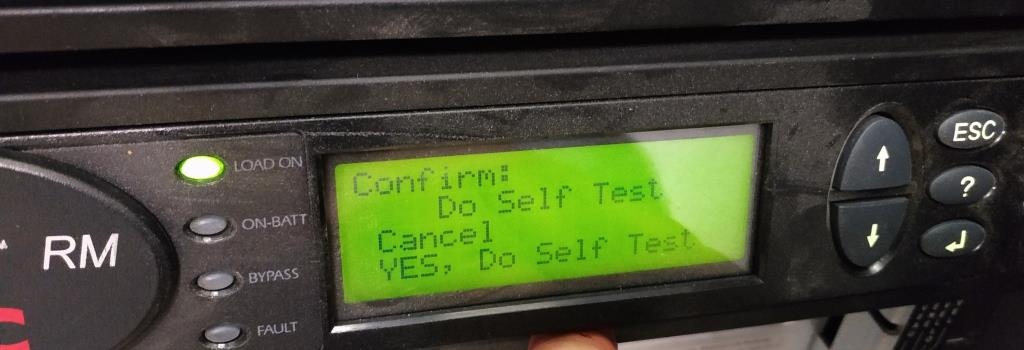 LOAD ON
ON-BATT
BYPASS
FAULT
RM
Confirm:
Do Self Test
Cancel
YES, Do Self Test
ESC
?